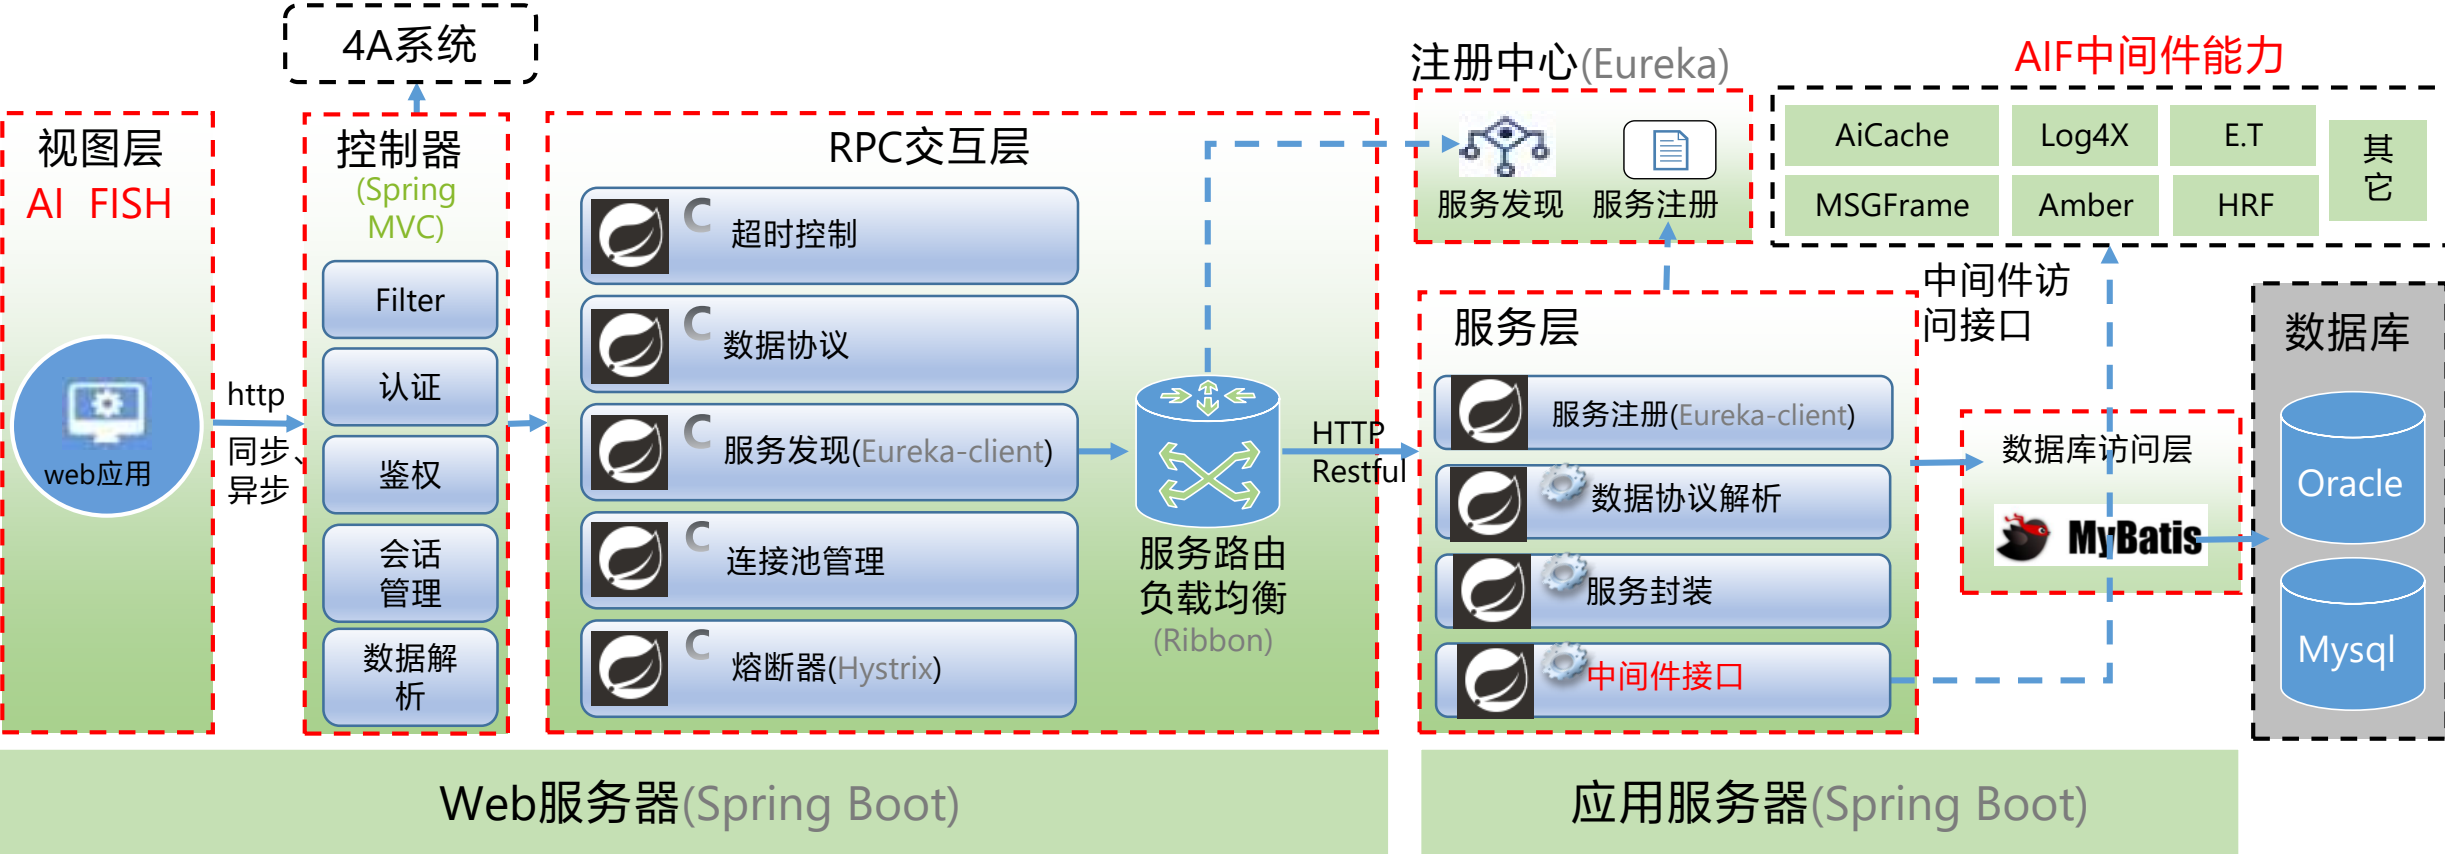 4A系统
视图层
AI FISH
web应用
http
同步、
异步
控制器
(Spring
MVC)
Filter
认证
鉴权
会话
管理
数据解
析
RPC交互层
C
超时控制
C
数据协议
C
服务发现(Eureka-client)
C
连接池管理
C
熔断器(Hystrix)
服务路由
负载均衡
(Ribbon)
HTTP
Restful
注册中心(Eureka)
服务发现
服务注册
服务层
服务注册(Eureka-client)
数据协议解析
服务封装
中间件接口
AIF中间件能力
AiCache
Log4X
E.T
MSGFrame
Amber
HRF
其
它
中间件访
问接口
数据库访问层
MyBatis
数据库
Oracle
Mysql
Web服务器(Spring Boot)
应用服务器(Spring Boot)